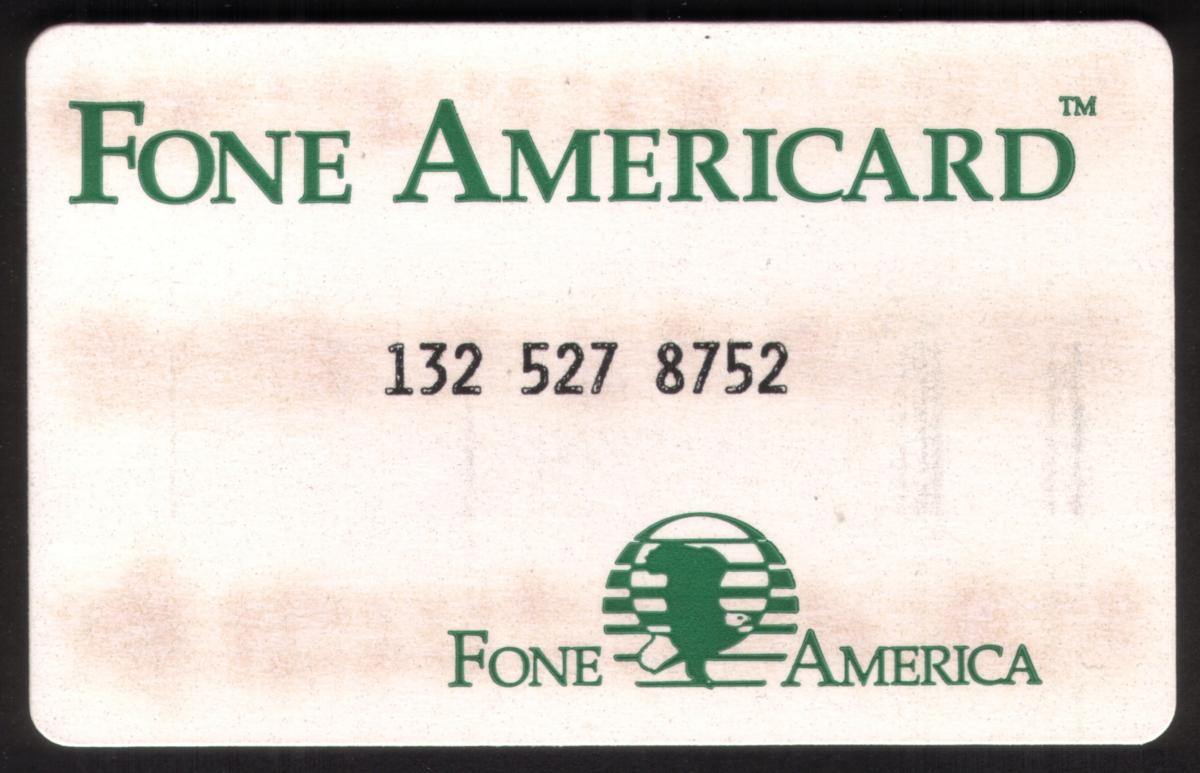 FONE AMERICARD™
132 527 8752
FONE AMERICA